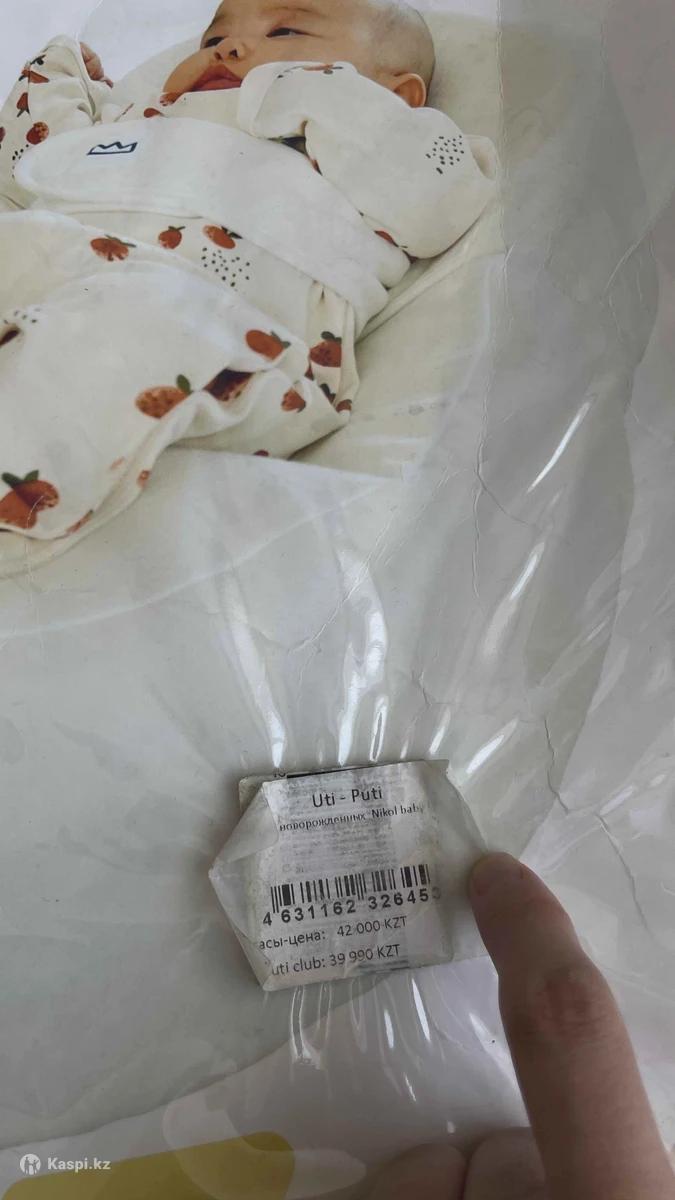 Uti - Puti
новорожденных Nikol baby
4 631162 326453
асы-цена: 42 000 KZT
uti club: 39 990 KZT
Kaspi.kz